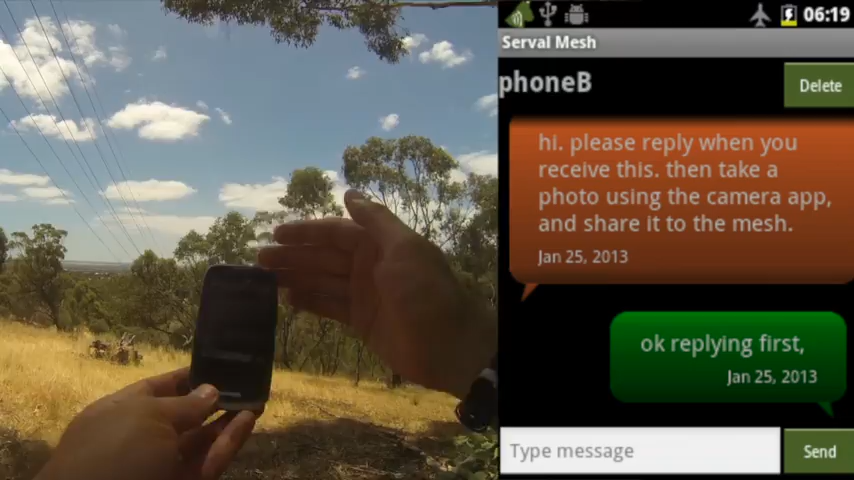 06:19
Serval Mesh
phoneB
Delete
hi. please reply when you
receive this. then take a
photo using the camera app,
and share it to the mesh.
Jan 25, 2013
ok replying first,
Jan 25, 2013
Type message
Send